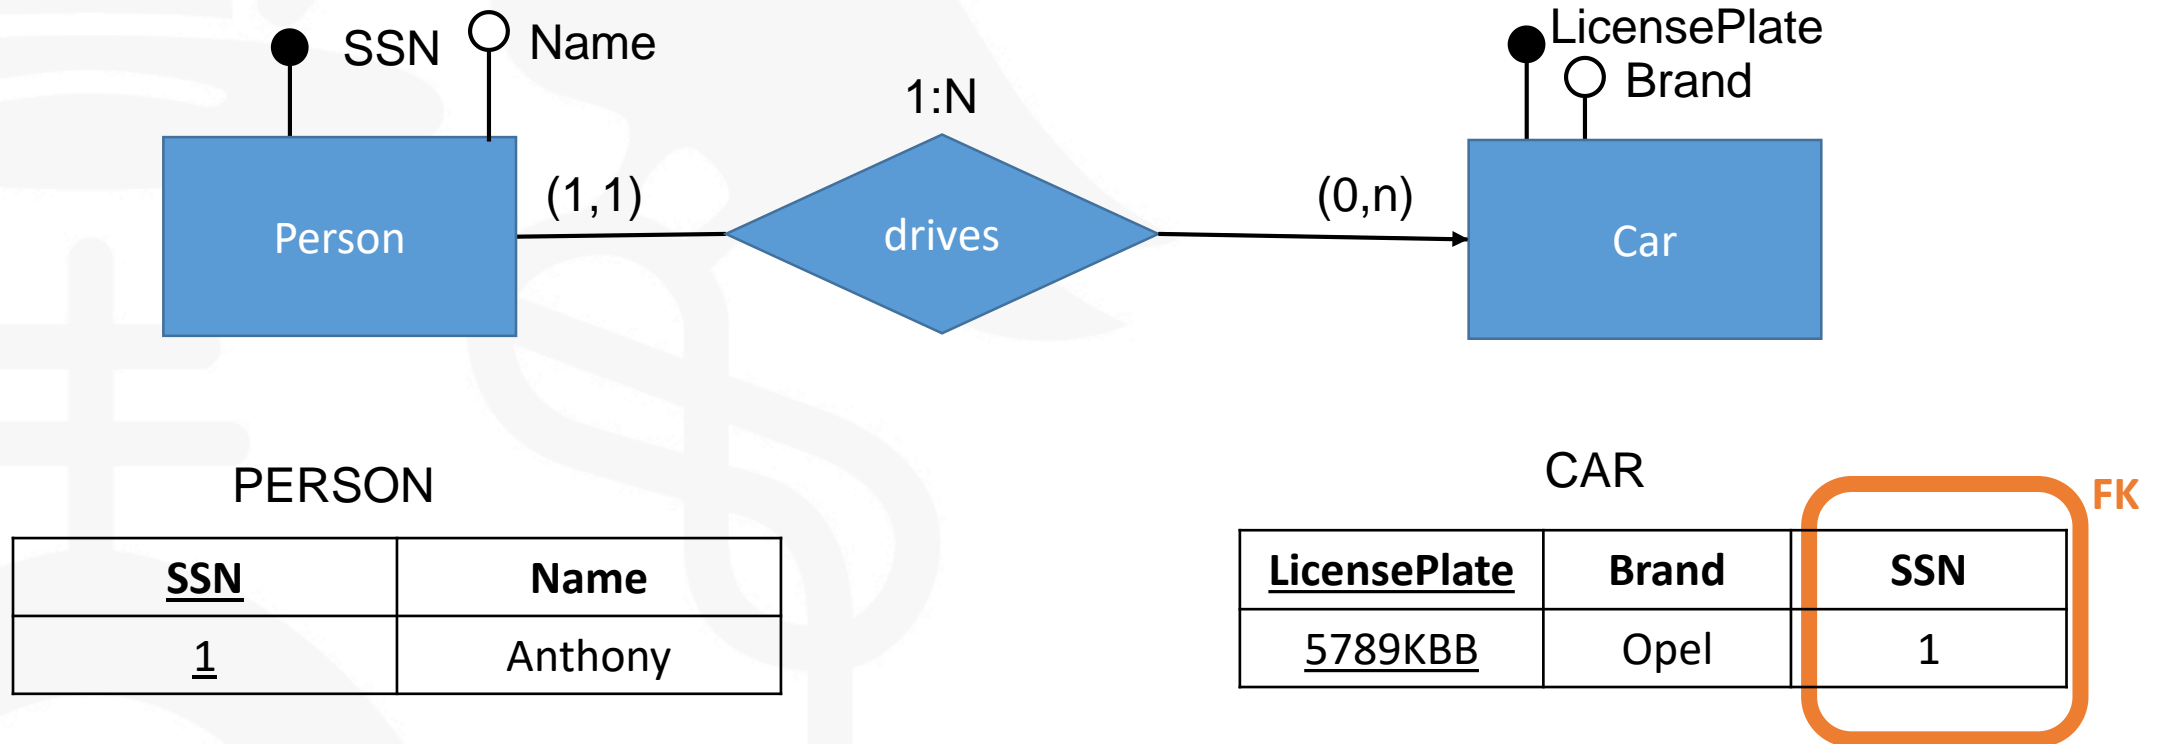 SSN
Name
LicensePlate
Brand
1:N
(1,1)
(0,n)
Person
drives
Car
PERSON
SSN Name
1 Anthony
CAR
FK
LicensePlate Brand SSN
5789KBB Opel 1